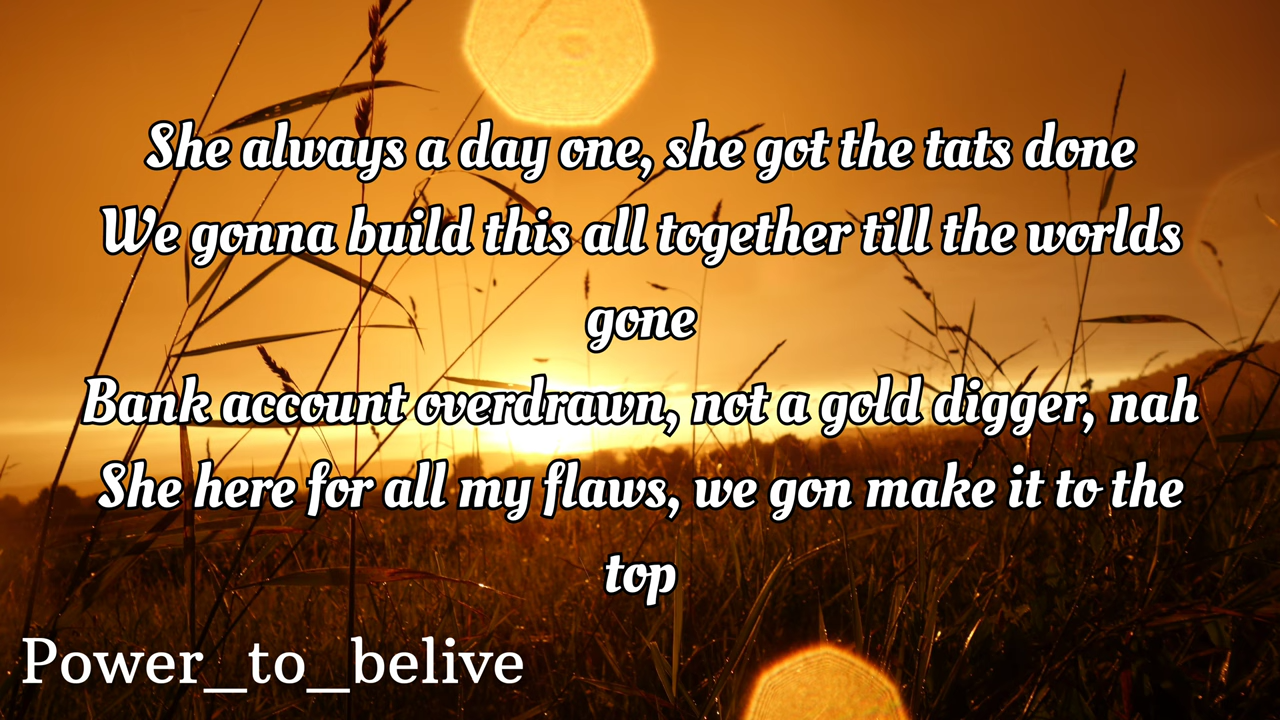 She always a day one, she got the tats done
We gonna build this all together till the worlds
gone
Bank account overdrawn, not a gold digger, nah
She here for all my flaws, we gon make it to the
top
Power_to_belive